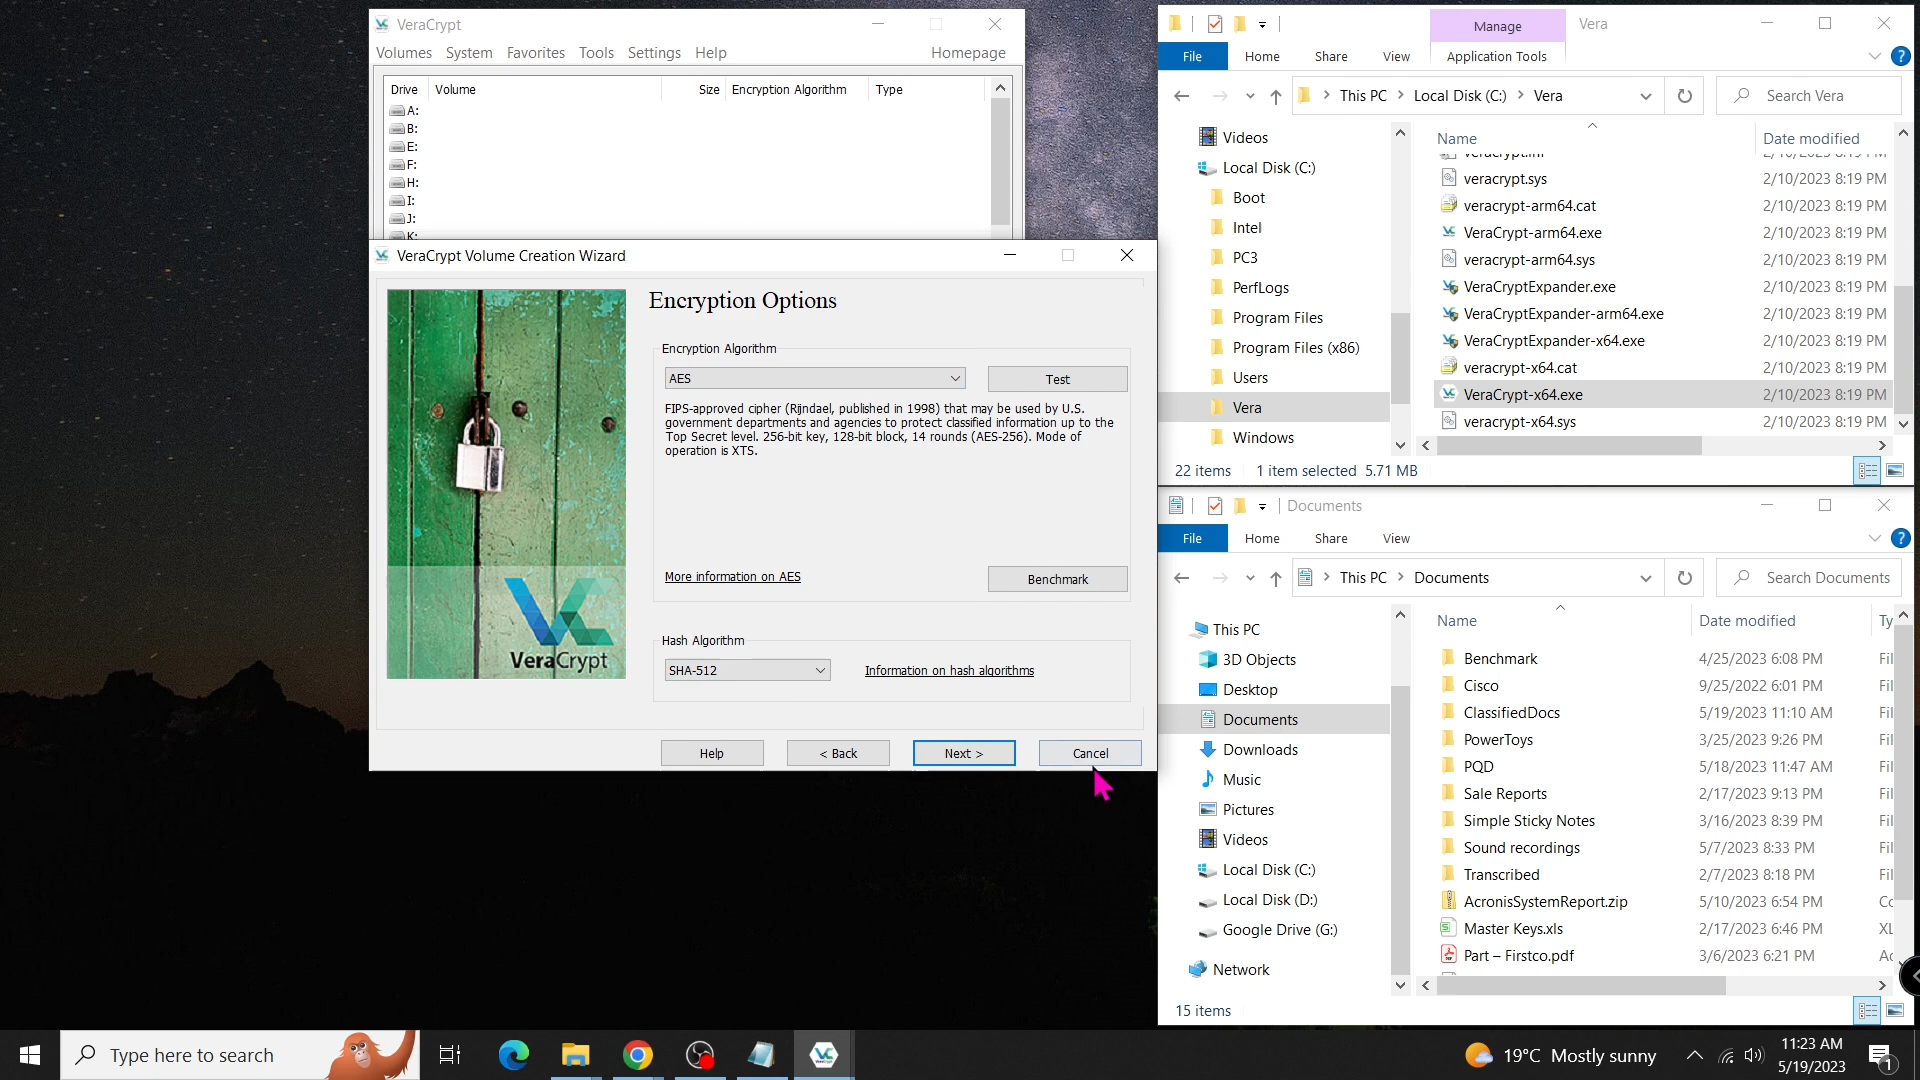 VeraCrypt
Volumes System Favorites Tools Settings Help Homepage
Drive Volume Size Encryption Algorithm Type
A:
B:
E:
F:
H:
I:
J:
K:
VeraCrypt Volume Creation Wizard
Encryption Options
Encryption Algorithm
AES Test
FIPS-approved cipher (Rijndael, published in 1998) that may be used by U.S.
government departments and agencies to protect classified information up to the
Top Secret level. 256-bit key, 128-bit block, 14 rounds (AES-256). Mode of
operation is XTS.
More information on AES Benchmark
Hash Algorithm
SHA-512 Information on hash algorithms
VeraCrypt
Help < Back Next > Cancel
Manage Vera
File Home Share View Application Tools
This PC > Local Disk (C:) > Vera Search Vera
Videos
Local Disk (C:)
Boot
Intel
PC3
PerfLogs
Program Files
Program Files (x86)
Users
Vera
Windows
Name Date modified
veracrypt.sys 2/10/2023 8:19 PM
veracrypt-arm64.cat 2/10/2023 8:19 PM
VeraCrypt-arm64.exe 2/10/2023 8:19 PM
veracrypt-arm64.sys 2/10/2023 8:19 PM
VeraCryptExpander.exe 2/10/2023 8:19 PM
VeraCryptExpander-arm64.exe 2/10/2023 8:19 PM
VeraCryptExpander-x64.exe 2/10/2023 8:19 PM
veracrypt-x64.cat 2/10/2023 8:19 PM
VeraCrypt-x64.exe 2/10/2023 8:19 PM
veracrypt-x64.sys 2/10/2023 8:19 PM
22 items 1 item selected 5.71 MB
Documents
File Home Share View
This PC > Documents Search Documents
This PC
3D Objects
Desktop
Documents
Downloads
Music
Pictures
Videos
Local Disk (C:)
Local Disk (D:)
Google Drive (G:)
Network
Name Date modified Ty
Benchmark 4/25/2023 6:08 PM Fil
Cisco 9/25/2022 6:01 PM Fil
ClassifiedDocs 5/19/2023 11:10 AM Fil
PowerToys 3/25/2023 9:26 PM Fil
PQD 5/18/2023 11:47 AM Fil
Sale Reports 2/17/2023 9:13 PM Fil
Simple Sticky Notes 3/16/2023 8:39 PM Fil
Sound recordings 5/7/2023 8:33 PM Fil
Transcribed 2/7/2023 8:18 PM Fil
AcronisSystemReport.zip 5/10/2023 6:54 PM Co
Master Keys.xls 2/17/2023 6:46 PM XL
Part – Firstco.pdf 3/6/2023 6:21 PM Ac
15 items
Type here to search
19°C Mostly sunny
11:23 AM
5/19/2023
1